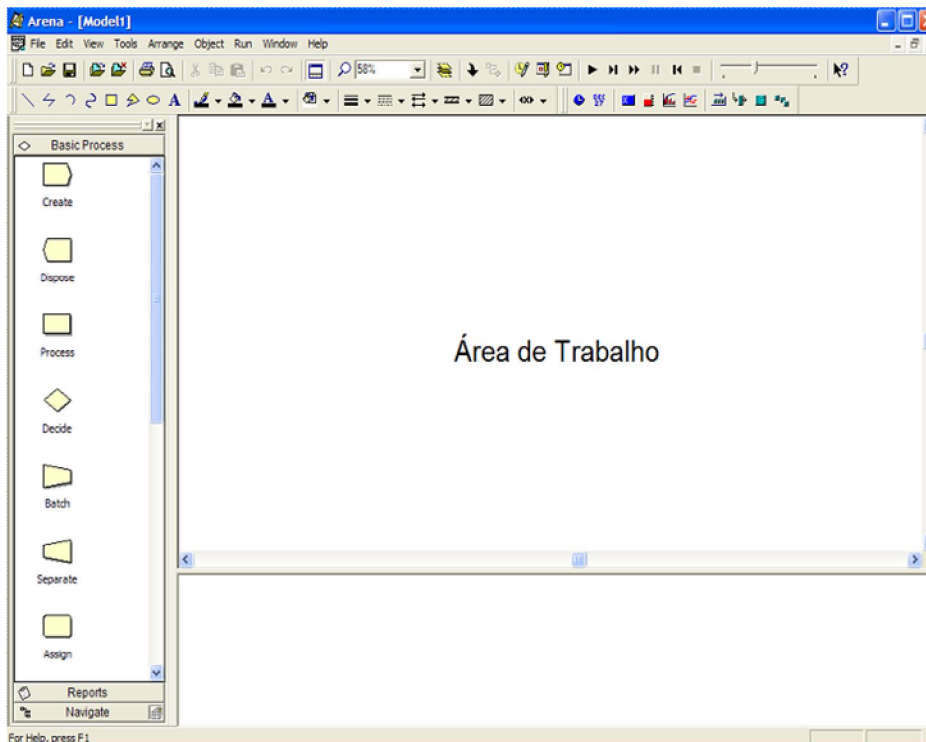 Arena - [Model1]
File Edit View Tools Arrange Object Run Window Help
58%
A A
Basic Process
Create
Dispose
Process
Decide
Batch
Separate
Assign
Reports
Navigate
Área de Trabalho
For Help, press F1